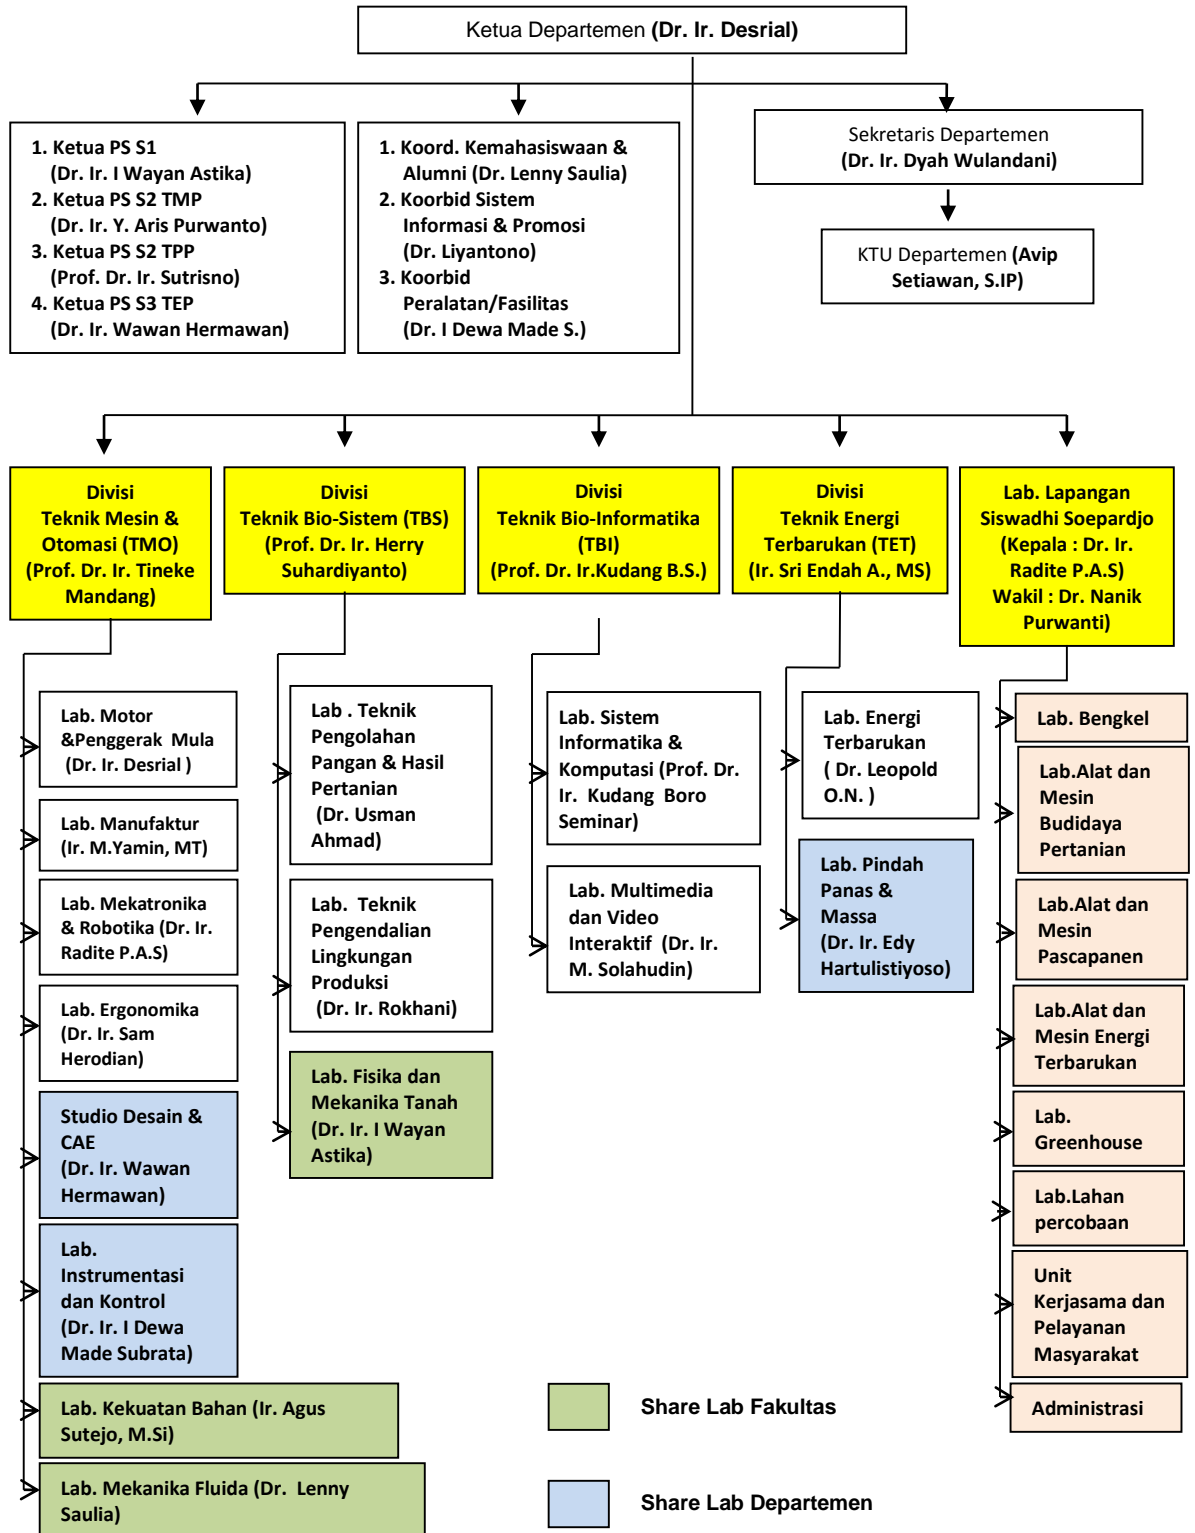 Ketua Departemen (Dr. Ir. Desrial)
1. Ketua PS S1
(Dr. Ir. I Wayan Astika)
2. Ketua PS S2 TMP
(Dr. Ir. Y. Aris Purwanto)
3. Ketua PS S2 TPP
(Prof. Dr. Ir. Sutrisno)
4. Ketua PS S3 TEP
(Dr. Ir. Wawan Hermawan)
1. Koord. Kemahasiswaan &
Alumni (Dr. Lenny Saulia)
2. Koorbid Sistem
Informasi & Promosi
(Dr. Liyantono)
3. Koorbid
Peralatan/Fasilitas
(Dr. I Dewa Made S.)
Sekretaris Departemen
(Dr. Ir. Dyah Wulandani)
KTU Departemen (Avip
Setiawan, S.IP)
Divisi
Teknik Mesin &
Otomasi (TMO)
(Prof. Dr. Ir. Tineke
Mandang)
Divisi
Teknik Bio-Sistem (TBS)
(Prof. Dr. Ir. Herry
Suhardiyanto)
Divisi
Teknik Bio-Informatika
(TBI)
(Prof. Dr. Ir.Kudang B.S.)
Divisi
Teknik Energi
Terbarukan (TET)
(Ir. Sri Endah A., MS)
Lab. Lapangan
Siswadhi Soepardjo
(Kepala : Dr. Ir.
Radite P.A.S)
Wakil : Dr. Nanik
Purwanti)
Lab. Motor
&Penggerak Mula
(Dr. Ir. Desrial )
Lab. Manufaktur
(Ir. M.Yamin, MT)
Lab. Mekatronika
& Robotika (Dr. Ir.
Radite P.A.S)
Lab. Ergonomika
(Dr. Ir. Sam
Herodian)
Studio Desain &
CAE
(Dr. Ir. Wawan
Hermawan)
Lab.
Instrumentasi
dan Kontrol
(Dr. Ir. I Dewa
Made Subrata)
Lab. Kekuatan Bahan (Ir. Agus
Sutejo, M.Si)
Lab. Mekanika Fluida (Dr. Lenny
Saulia)
Lab . Teknik
Pengolahan
Pangan & Hasil
Pertanian
(Dr. Usman
Ahmad)
Lab. Teknik
Pengendalian
Lingkungan
Produksi
(Dr. Ir. Rokhani)
Lab. Fisika dan
Mekanika Tanah
(Dr. Ir. I Wayan
Astika)
Lab. Sistem
Informatika &
Komputasi (Prof. Dr.
Ir. Kudang Boro
Seminar)
Lab. Multimedia
dan Video
Interaktif (Dr. Ir.
M. Solahudin)
Lab. Energi
Terbarukan
( Dr. Leopold
O.N. )
Lab. Pindah
Panas &
Massa
(Dr. Ir. Edy
Hartulistiyoso)
Lab. Bengkel
Lab.Alat dan
Mesin
Budidaya
Pertanian
Lab.Alat dan
Mesin
Pascapanen
Lab.Alat dan
Mesin Energi
Terbarukan
Lab.
Greenhouse
Lab.Lahan
percobaan
Unit
Kerjasama dan
Pelayanan
Masyarakat
Administrasi
Share Lab Fakultas
Share Lab Departemen